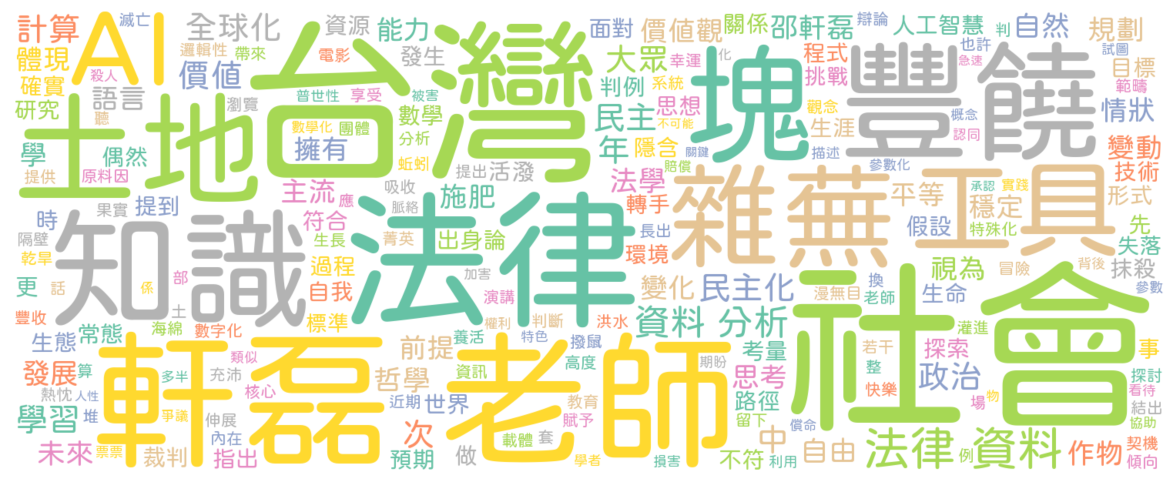 計算 滅亡 AI 全球化 資源 能力 面對 價值觀 關係 邵軒磊 辯論 人工智慧 判 自然 規劃
體現 邏輯性 帶來 電影 發生 台灣 大眾 幸運 化 程式 也許 急速 試圖 目標
確實 殺人 價值 塊 豐饒 挑戰 範疇
研究 語言 瀏覽 普世性 享受 被害 數學 判例 系統 思想 觀念 概念 情狀
土地 聽 數學化 團體 分析 民主 不可能 生涯 認同
學 偶然 擁有 蚯蚓 提出 活潑 年 隱含 關鍵 描述 參數化 變動
提供 原料因 主流 應 吸收 施肥 法學 賠償 雜蕪 平等 承認 實踐 工具 技術
時 果實 提到 符合 脈絡 法律 轉手 假設 穩定 特殊化 形式
隔壁 知識 生長 菁英 出身論 長出 環境 先
乾旱 過程 加害 視為 冒險 背後 失落
更 話 係 部 自我 演講 變化 民主化 漫無目 換 老師 生命 抹殺 參數
豐收 土 標準 權利 判斷 洪水 資料 分析 社會
生態 常態 海綿 數字化 前提 養活 特色 撥鼠 考量 若干 灌進 探索 事
發展 算 多半 類似 軒磊 老師 資訊 高度 期盼 思考 整 政治 探討
熱忱 人性 充沛 核心 哲學 教育 路徑 快樂 場 物 看待
學習 堆 爭議 伸展 近期 世界 賦予 留下 償命 結出 協助
未來 票票 裁判 內在 指出 次 預期 做 載體 套 學者 損害 不符 中 利用 自由 法律 例 資料 作物 契機 傾向